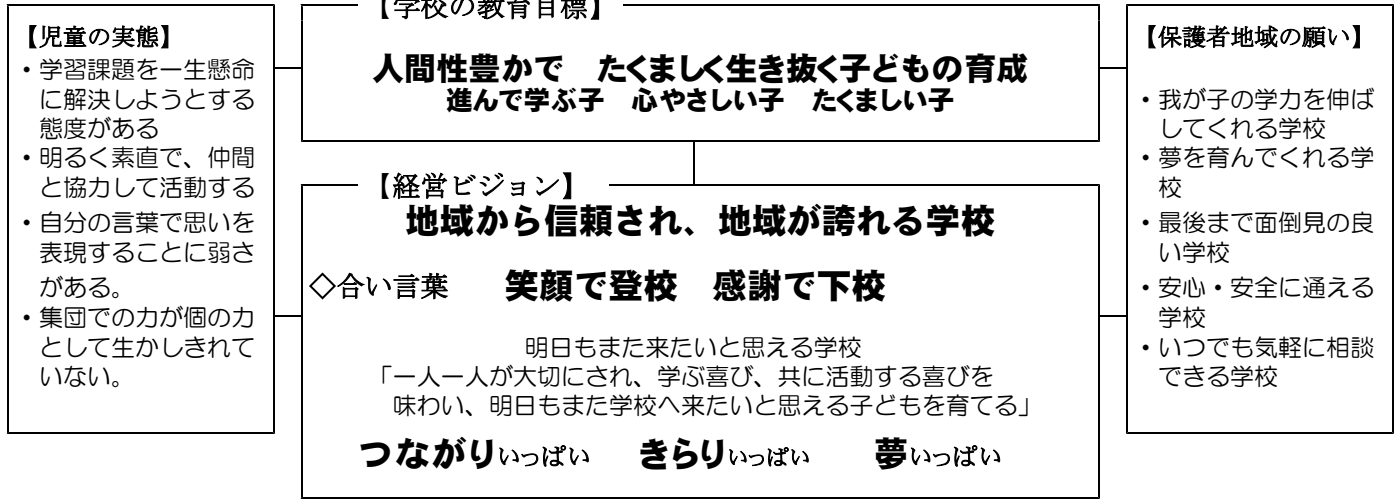 【児童の実態】
・学習課題を一生懸命
に解決しようとする
態度がある
・明るく素直で、仲間
と協力して活動する
・自分の言葉で思いを
表現することに弱さ
がある。
・集団での力が個の力
として生かしきれて
いない。
【学校の教育目標】
人間性豊かで　たくましく生き抜く子どもの育成
進んで学ぶ子　心やさしい子　たくましい子
【経営ビジョン】
地域から信頼され、地域が誇れる学校
◇合い言葉　笑顔で登校　感謝で下校
明日もまた来たいと思える学校
「一人一人が大切にされ、学ぶ喜び、共に活動する喜びを
味わい、明日もまた学校へ来たいと思える子どもを育てる」
つながりいっぱい　きらりいっぱい　夢いっぱい
【保護者地域の願い】
・我が子の学力を伸ば
してくれる学校
・夢を育んでくれる学
校
・最後まで面倒見の良
い学校
・安心・安全に通える
学校
・いつでも気軽に相談
できる学校